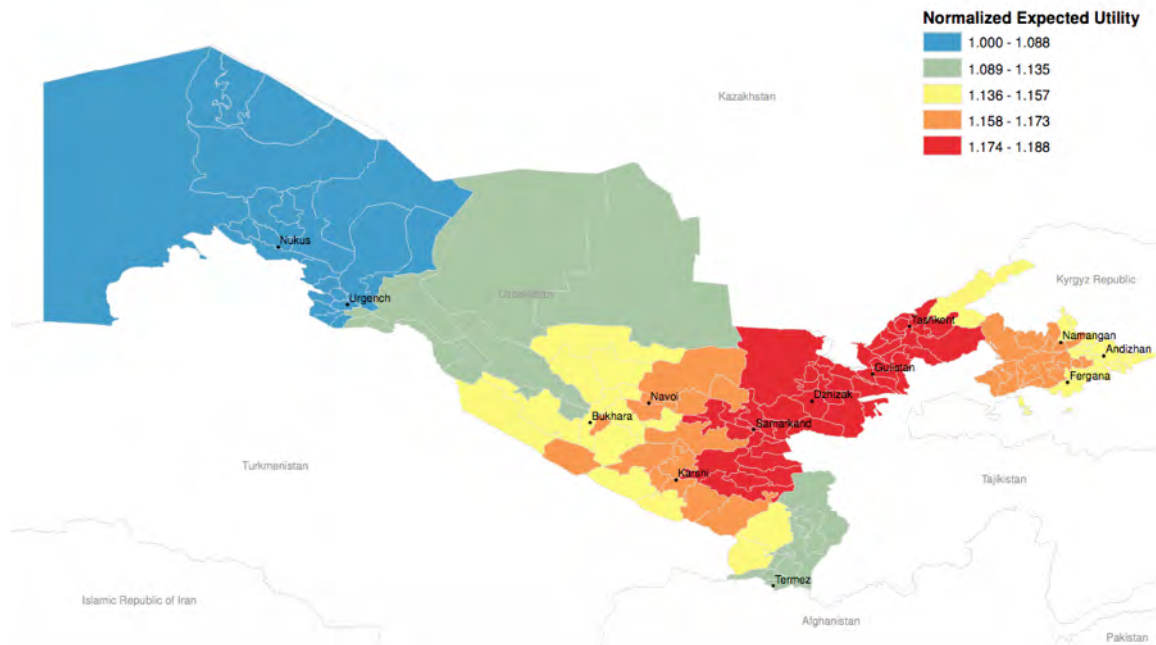 Normalized Expected Utility
1.000 - 1.088
1.089 - 1.135
1.136 - 1.157
1.158 - 1.173
1.174 - 1.188
Kazakhstan
Nukus
Kyrgyz Republic
Uzbekistan
Urgench
Tashkent
Namangan
Andizhan
Gulistan
Fergana
Navoi
Dzhizak
Bukhara
Samarkand
Turkmenistan
Karshi
Tajikistan
Termez
Islamic Republic of Iran
Afghanistan
Pakistan